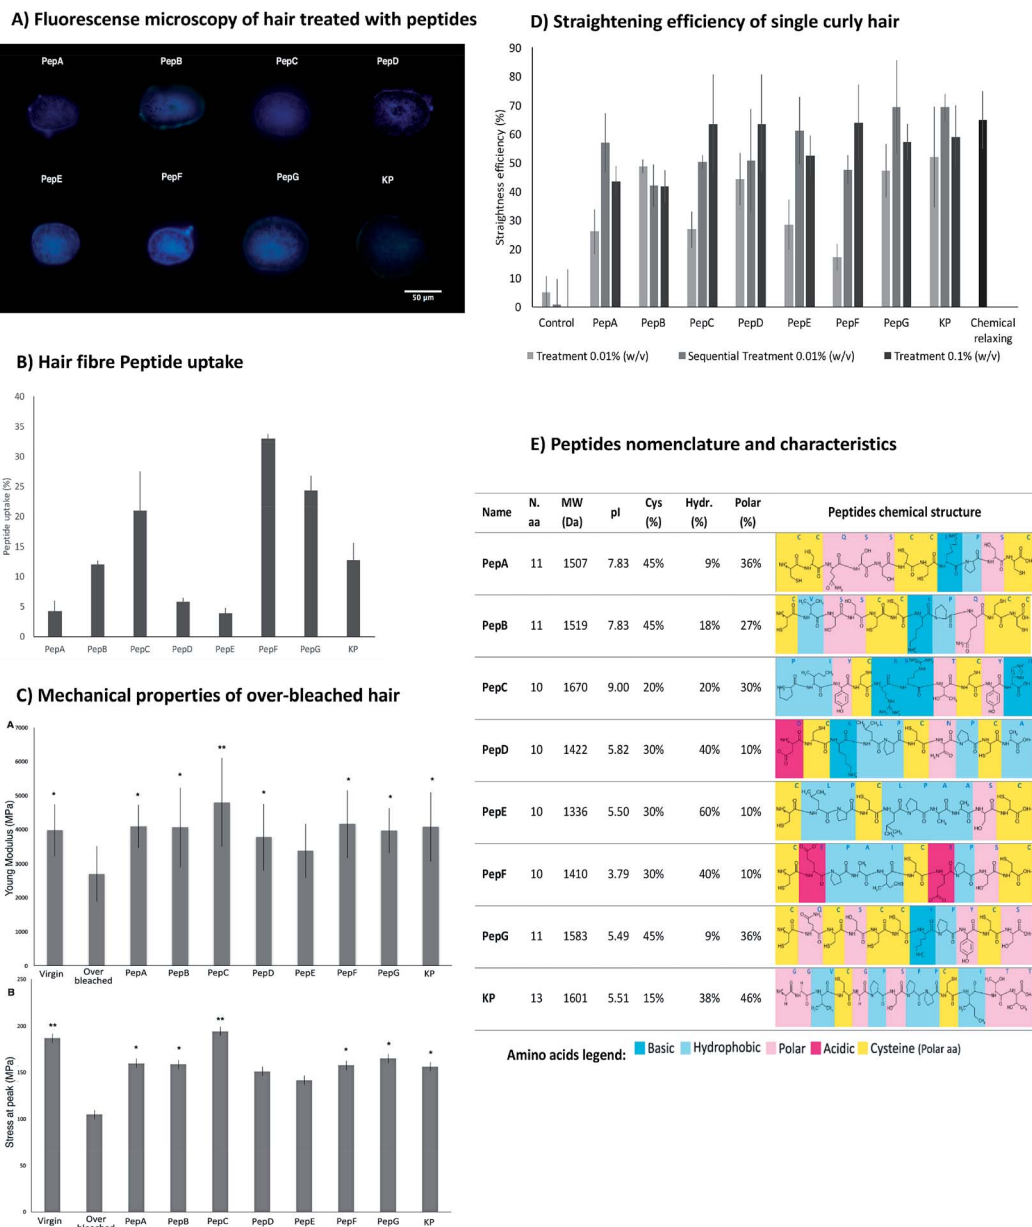 A) Fluorescense microscopy of hair treated with peptides
PepA PepB PepC PepD
PepE PepF PepG KP
50 μm
B) Hair fibre Peptide uptake
Peptide uptake (%)
40
35
30
25
20
15
10
5
0
PepA PepB PepC PepD PepE PepF PepG KP
C) Mechanical properties of over-bleached hair
A
Young Modulus (MPa)
7000
6000
5000
4000
3000
2000
1000
0
* * * ** * * * *
Virgin Over bleached PepA PepB PepC PepD PepE PepF PepG KP
B
Stress at peak (MPa)
250
200
150
100
50
0
** * * ** * * *
Virgin Over bleached PepA PepB PepC PepD PepE PepF PepG KP
D) Straightening efficiency of single curly hair
Straightness efficiency (%)
90
80
70
60
50
40
30
20
10
0
Control PepA PepB PepC PepD PepE PepF PepG KP Chemical
relaxing
Treatment 0.01% (w/v) Sequential Treatment 0.01% (w/v) Treatment 0.1% (w/v)
E) Peptides nomenclature and characteristics
Name N. aa MW (Da) pI Cys (%) Hydr. (%) Polar (%) Peptides chemical structure
PepA 11 1507 7.83 45% 9% 36%
PepB 11 1519 7.83 45% 18% 27%
PepC 10 1670 9.00 20% 20% 30%
PepD 10 1422 5.82 30% 40% 10%
PepE 10 1336 5.50 30% 60% 10%
PepF 10 1410 3.79 30% 40% 10%
PepG 11 1583 5.49 45% 9% 36%
KP 13 1601 5.51 15% 38% 46%
Amino acids legend: Basic Hydrophobic Polar Acidic Cysteine (Polar aa)